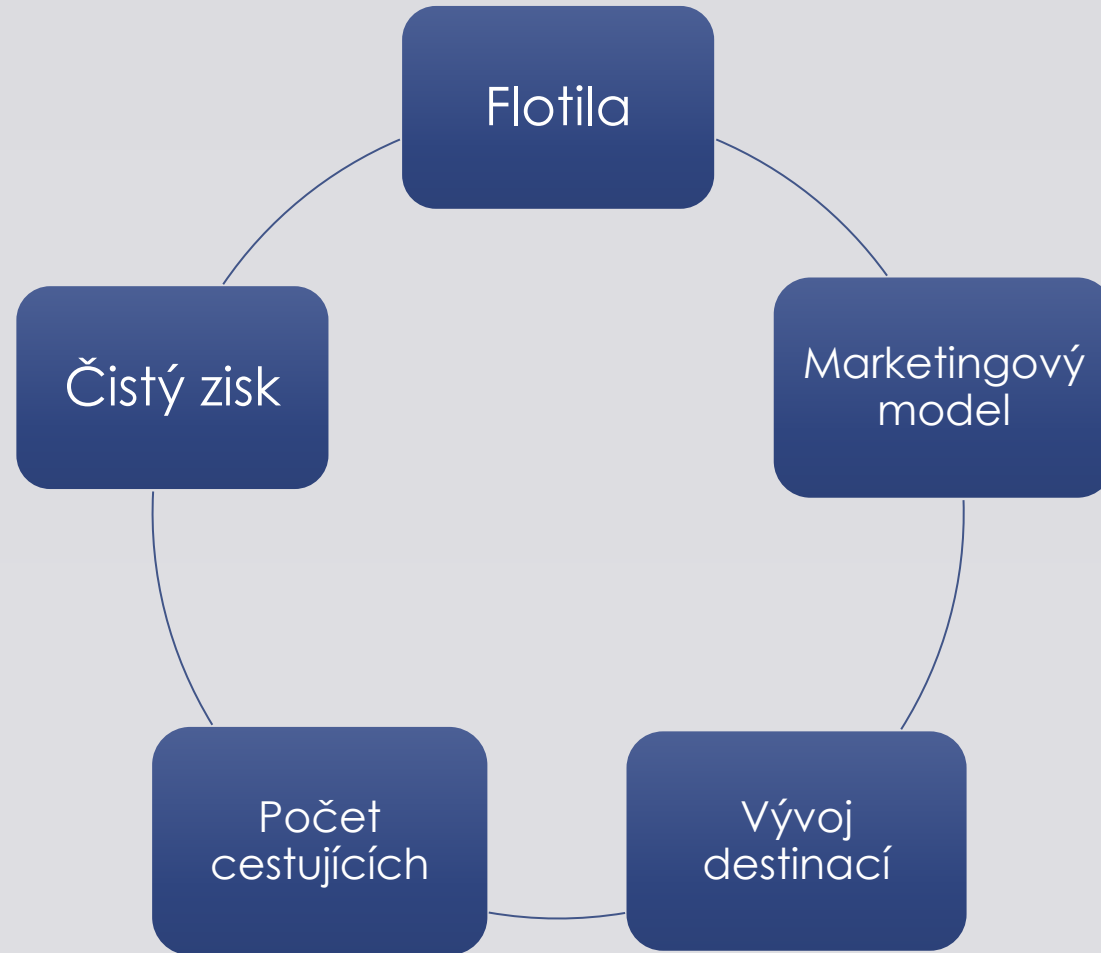 Flotila
Marketingový
model
Vývoj
destinací
Počet
cestujících
Čistý zisk